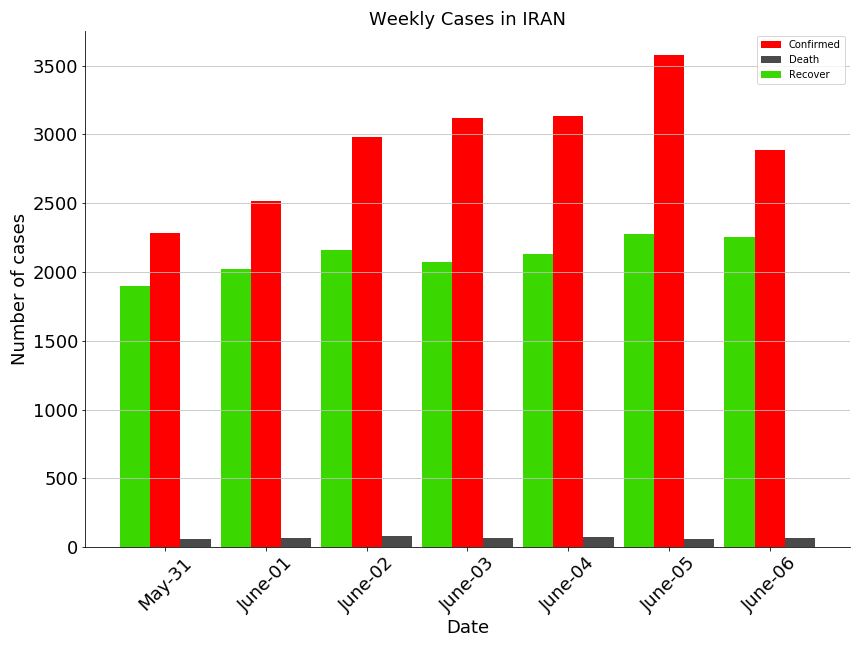 Weekly Cases in IRAN
Confirmed
Death
Recover
Number of cases
3500
3000
2500
2000
1500
1000
500
0
May-31
June-01
June-02
June-03
June-04
June-05
June-06
Date